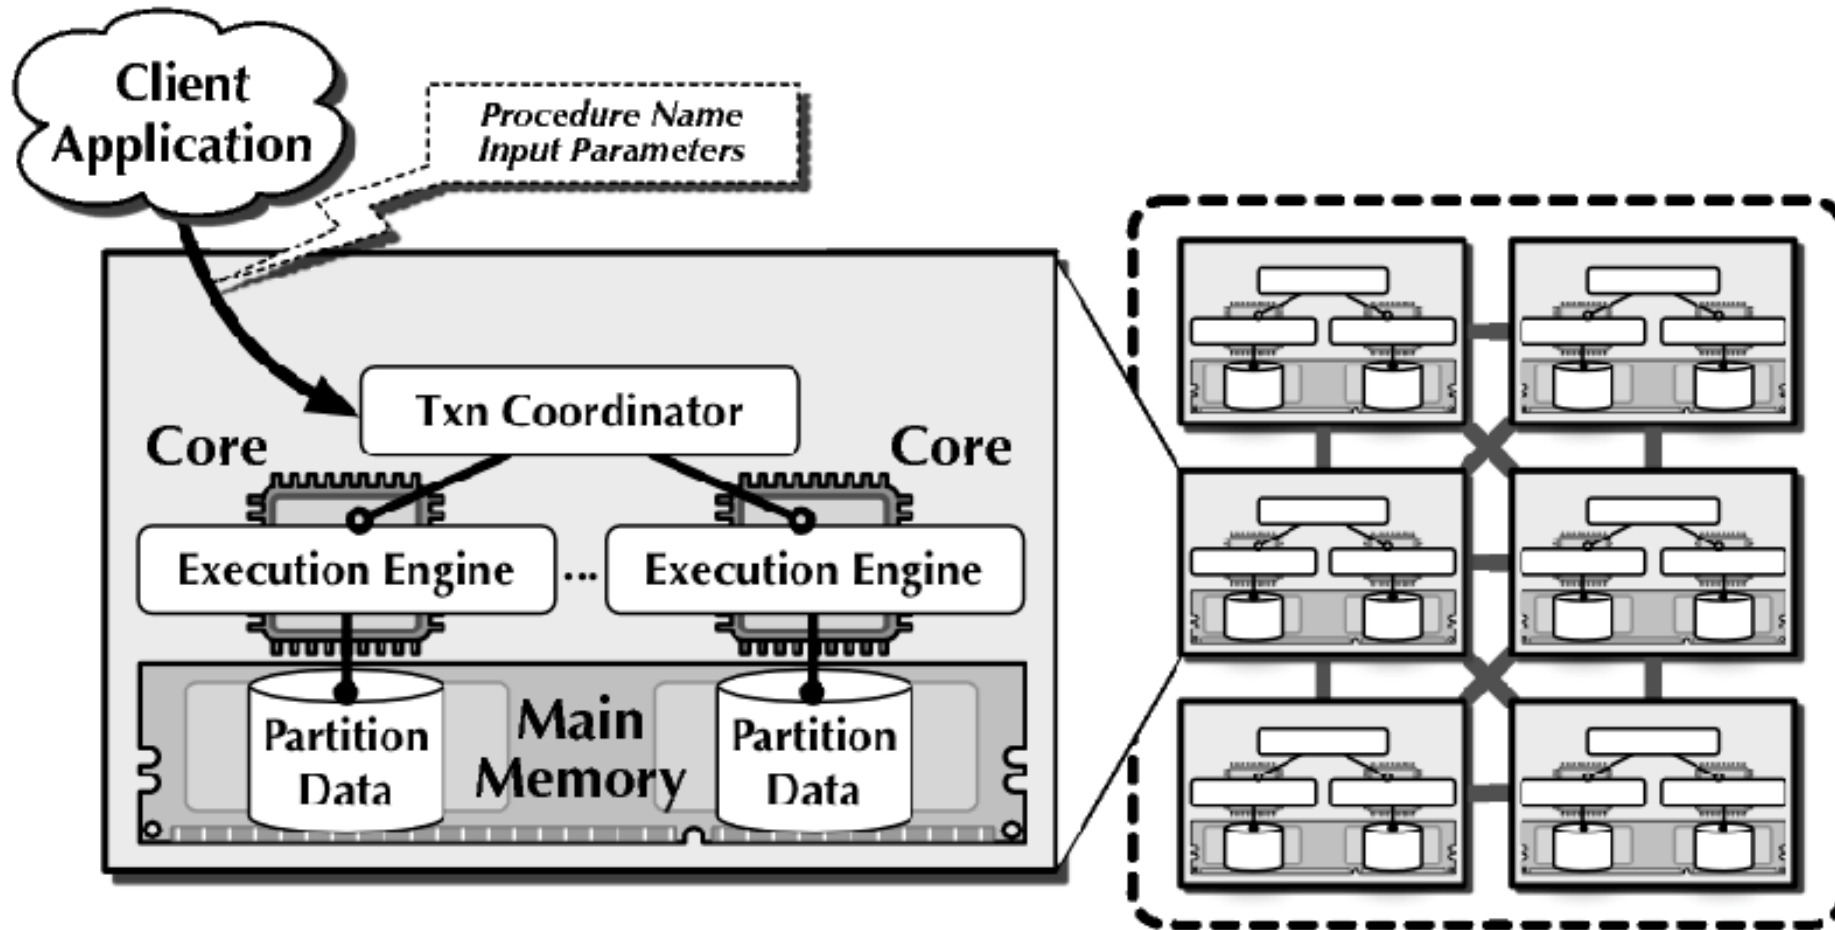 Client
Application
Procedure Name
Input Parameters
Txn Coordinator
Core
Core
Execution Engine
...
Execution Engine
Main
Memory
Partition
Data
Partition
Data